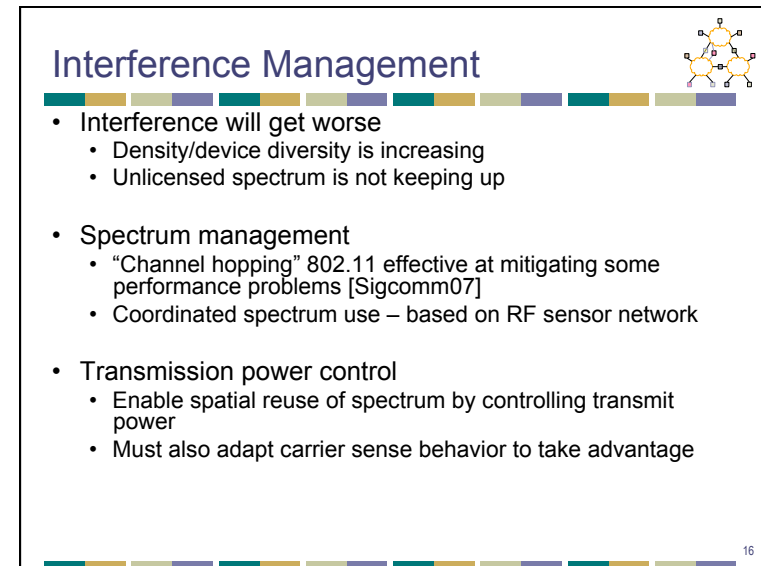 Interference Management
• Interference will get worse
• Density/device diversity is increasing
• Unlicensed spectrum is not keeping up
• Spectrum management
• “Channel hopping” 802.11 effective at mitigating some
performance problems [Sigcomm07]
• Coordinated spectrum use – based on RF sensor network
• Transmission power control
• Enable spatial reuse of spectrum by controlling transmit
power
• Must also adapt carrier sense behavior to take advantage
16